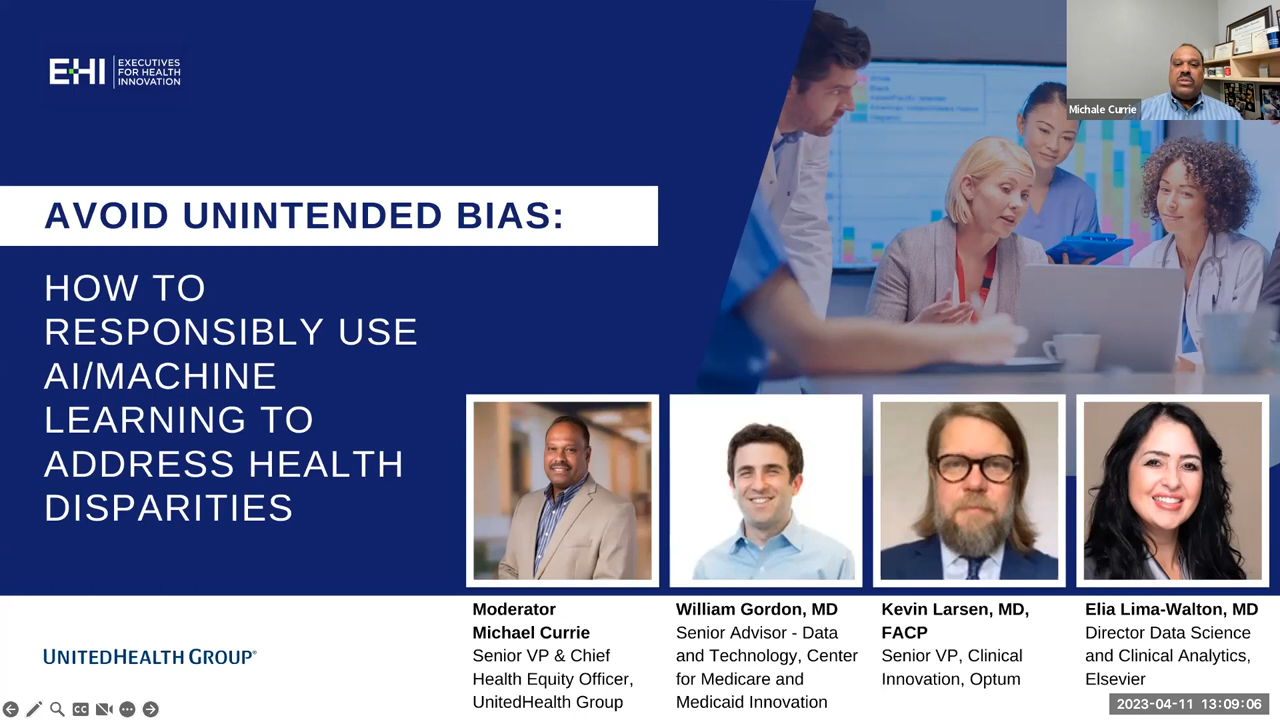 EHI EXECUTIVES
FOR HEALTH
INNOVATION
Michale Currie
AVOID UNINTENDED BIAS:
HOW TO
RESPONSIBLY USE
AI/MACHINE
LEARNING TO
ADDRESS HEALTH
DISPARITIES
UNITEDHEALTH GROUP®
Moderator
Michael Currie
Senior VP & Chief
Health Equity Officer,
UnitedHealth Group
William Gordon, MD
Senior Advisor - Data
and Technology, Center
for Medicare and
Medicaid Innovation
Kevin Larsen, MD,
FACP
Senior VP, Clinical
Innovation, Optum
Elia Lima-Walton, MD
Director Data Science
and Clinical Analytics,
Elsevier
CC
2023-04-11 13:09:06